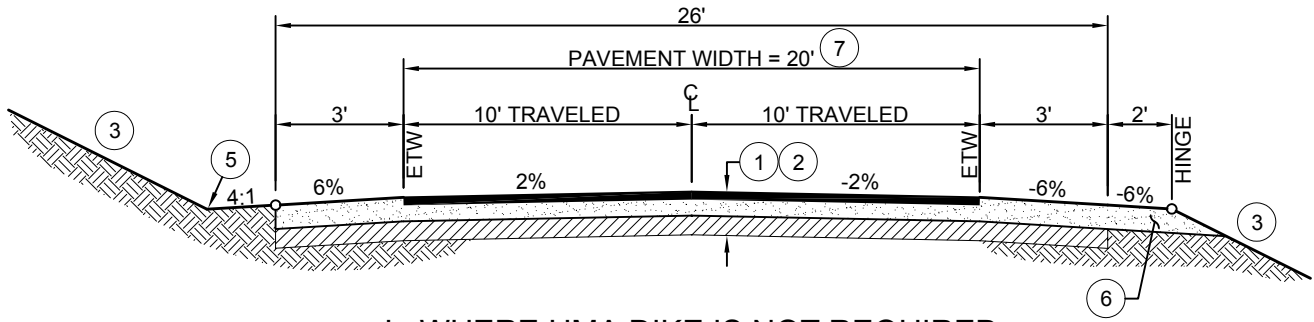 26'
PAVEMENT WIDTH = 20' 7
3' 10' TRAVELED CL 10' TRAVELED 3' 2'
ETW ETW HINGE
3 5 1 2
4:1 6% 2% -2% -6% -6%
3
6